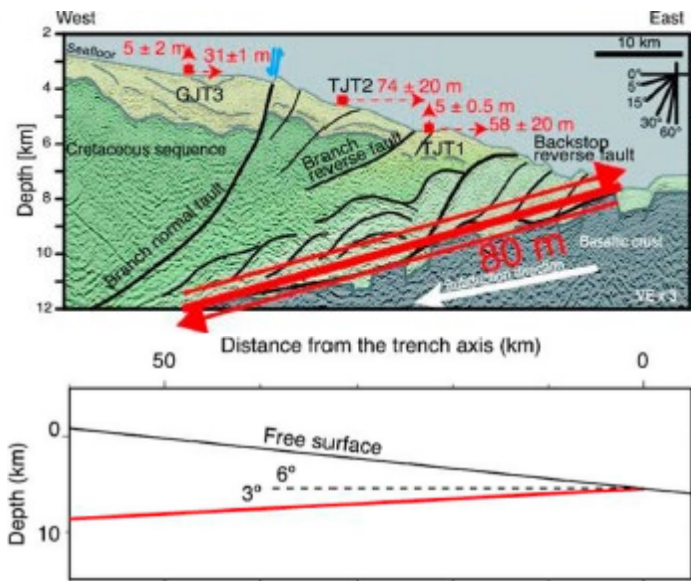 West East
2
Seafloor
5 ± 2 m
31±1 m
10 km
GJT3
TJT2
74 ± 20 m
0°
5°
15°
30°
60°
4
5 ± 0.5 m
58 ± 20 m
TJT1
Depth [km]
6
Cretaceous sequence
Branch reverse fault
Backstop
reverse fault
8
Branch normal fault
80 m
Basaltic crust
10
VE x 3
12
Distance from the trench axis (km)
50 0
0
Free surface
6°
3°
Depth (km)
10